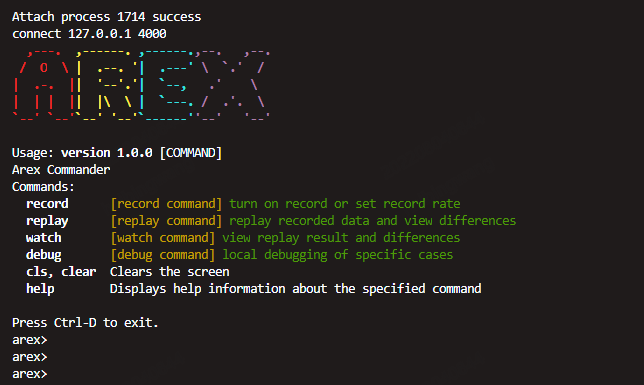 Attach process 1714 success
connect 127.0.0.1 4000
AREX
Usage: version 1.0.0 [COMMAND]
Arex Commander
Commands:
record [record command] turn on record or set record rate
replay [replay command] replay recorded data and view differences
watch [watch command] view replay result and differences
debug [debug command] local debugging of specific cases
cls, clear Clears the screen
help Displays help information about the specified command
Press Ctrl-D to exit.
arex>
arex>
arex>